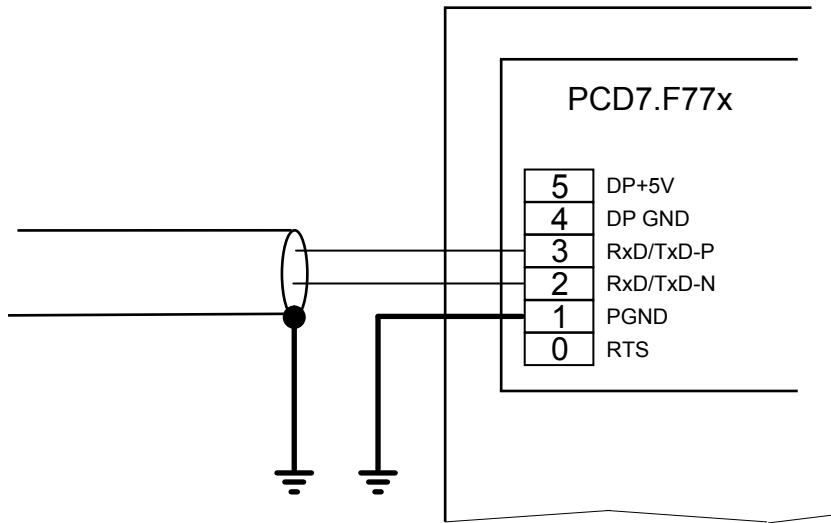 PCD7.F77x
5 DP+5V
4 DP GND
3 RxD/TxD-P
2 RxD/TxD-N
1 PGND
0 RTS